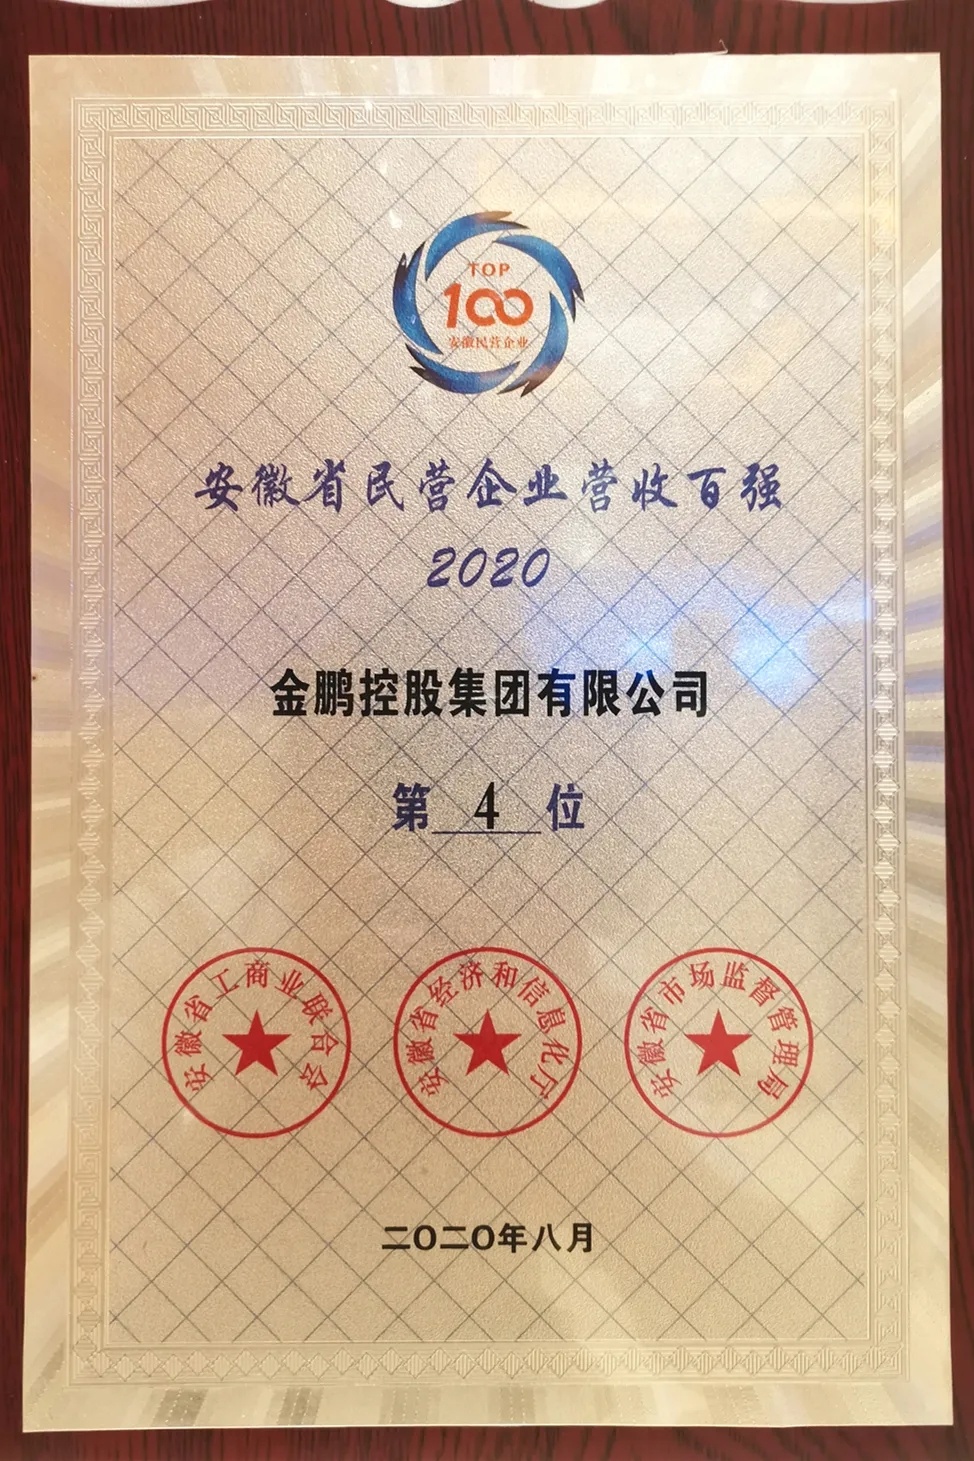 TOP
100
安徽民营企业
安徽省民营企业营收百强
2020
金鹏控股集团有限公司
第 4 位
安徽省工商业联合会
安徽省经济和信息化厅
安徽省市场监督管理局
二〇二〇年八月